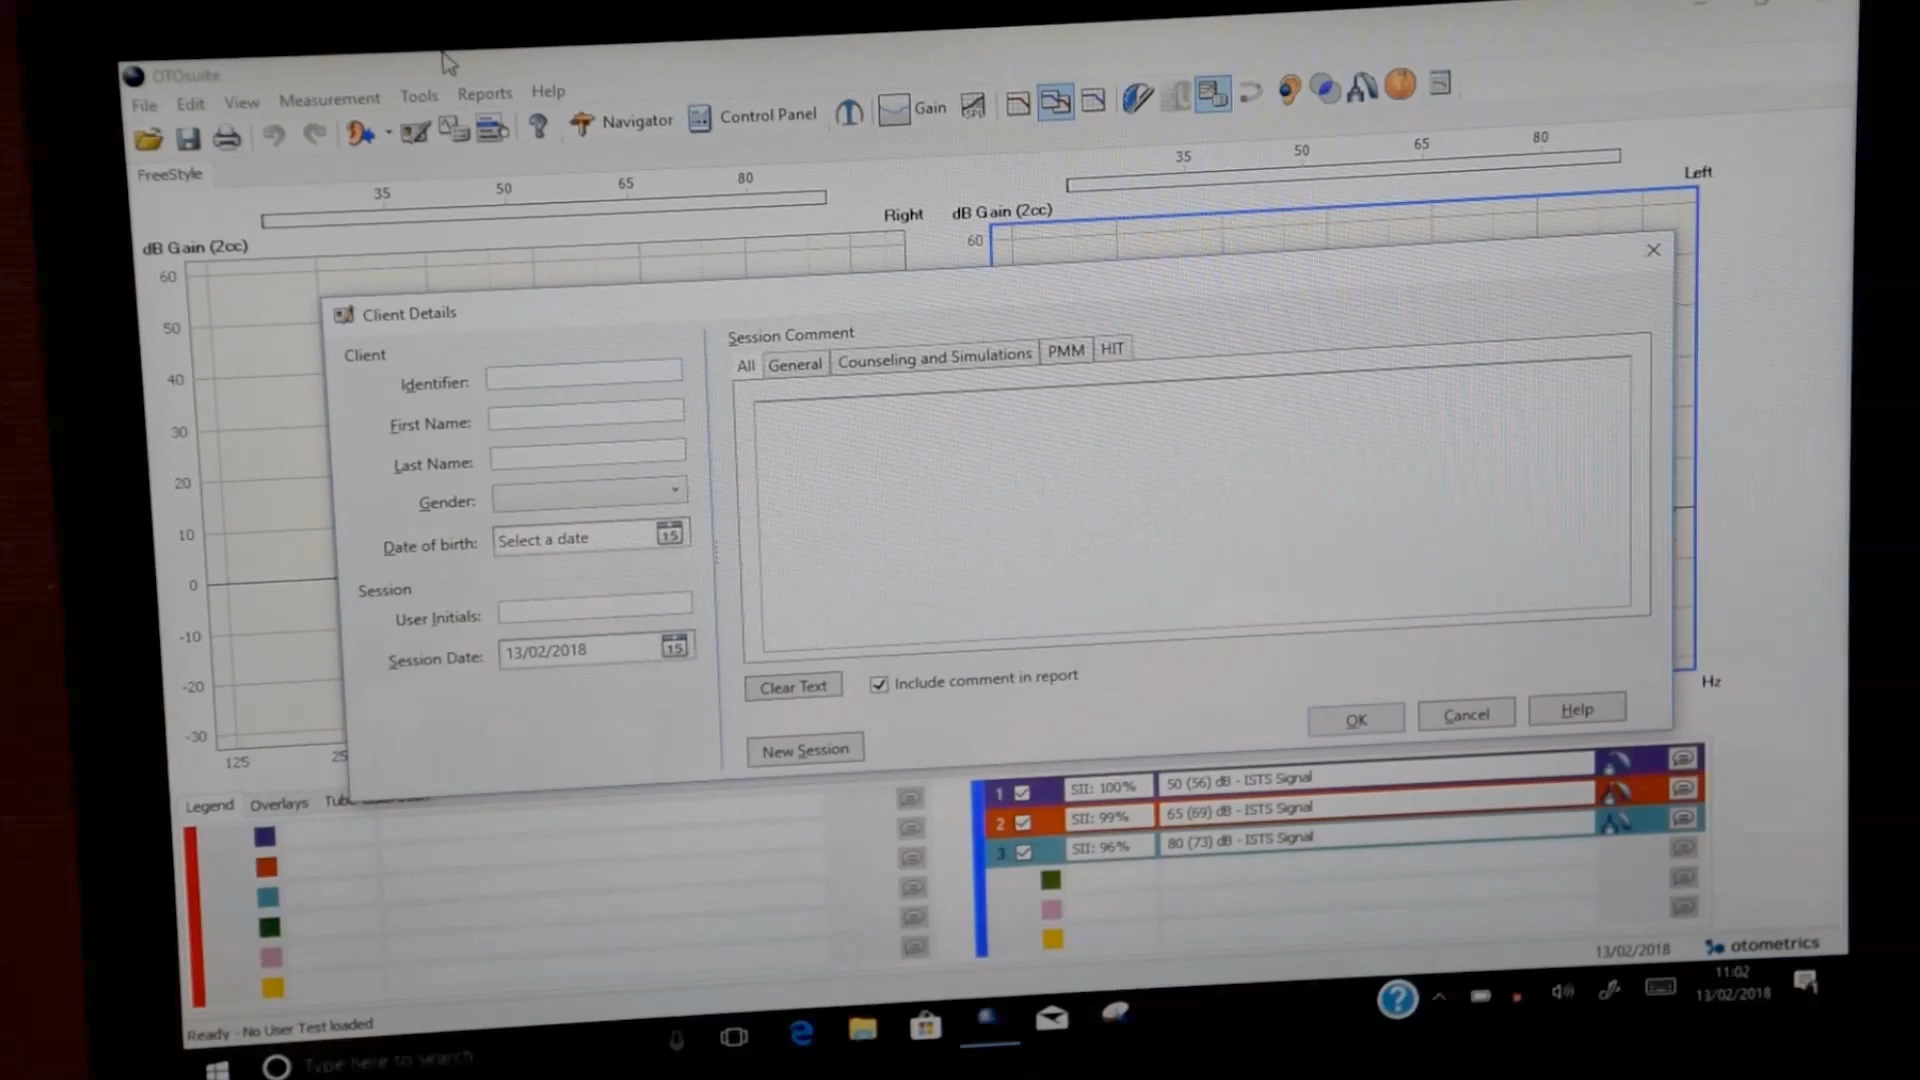 OTOsuite
File Edit View Measurement Tools Reports Help
Navigator Control Panel Gain
FreeStyle
35 50 65 80
35 50 65 80
Right
Left
dB Gain (2cc)
dB Gain (2cc)
60
50
40
30
20
10
0
-10
-20
-30
125
60
Hz
Client Details
Client
Identifier:
First Name:
Last Name:
Gender:
Date of birth: Select a date 15
Session
User Initials:
Session Date: 13/02/2018 15
Session Comment
All General Counseling and Simulations PMM HIT
Clear Text Include comment in report
New Session
OK Cancel Help
Legend Overlays
1 SII: 100% 50 (56) dB - ISTS Signal
2 SII: 99% 65 (69) dB - ISTS Signal
3 SII: 96% 80 (73) dB - ISTS Signal
13/02/2018 otometrics
Ready - No User Test loaded
Type here to search
11:02
13/02/2018